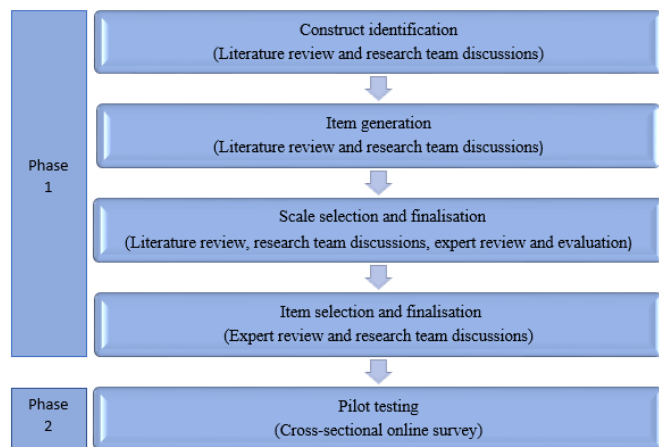 Phase
1
Construct identification
(Literature review and research team discussions)
Item generation
(Literature review and research team discussions)
Scale selection and finalisation
(Literature review, research team discussions, expert review and evaluation)
Item selection and finalisation
(Expert review and research team discussions)
Phase
2
Pilot testing
(Cross-sectional online survey)